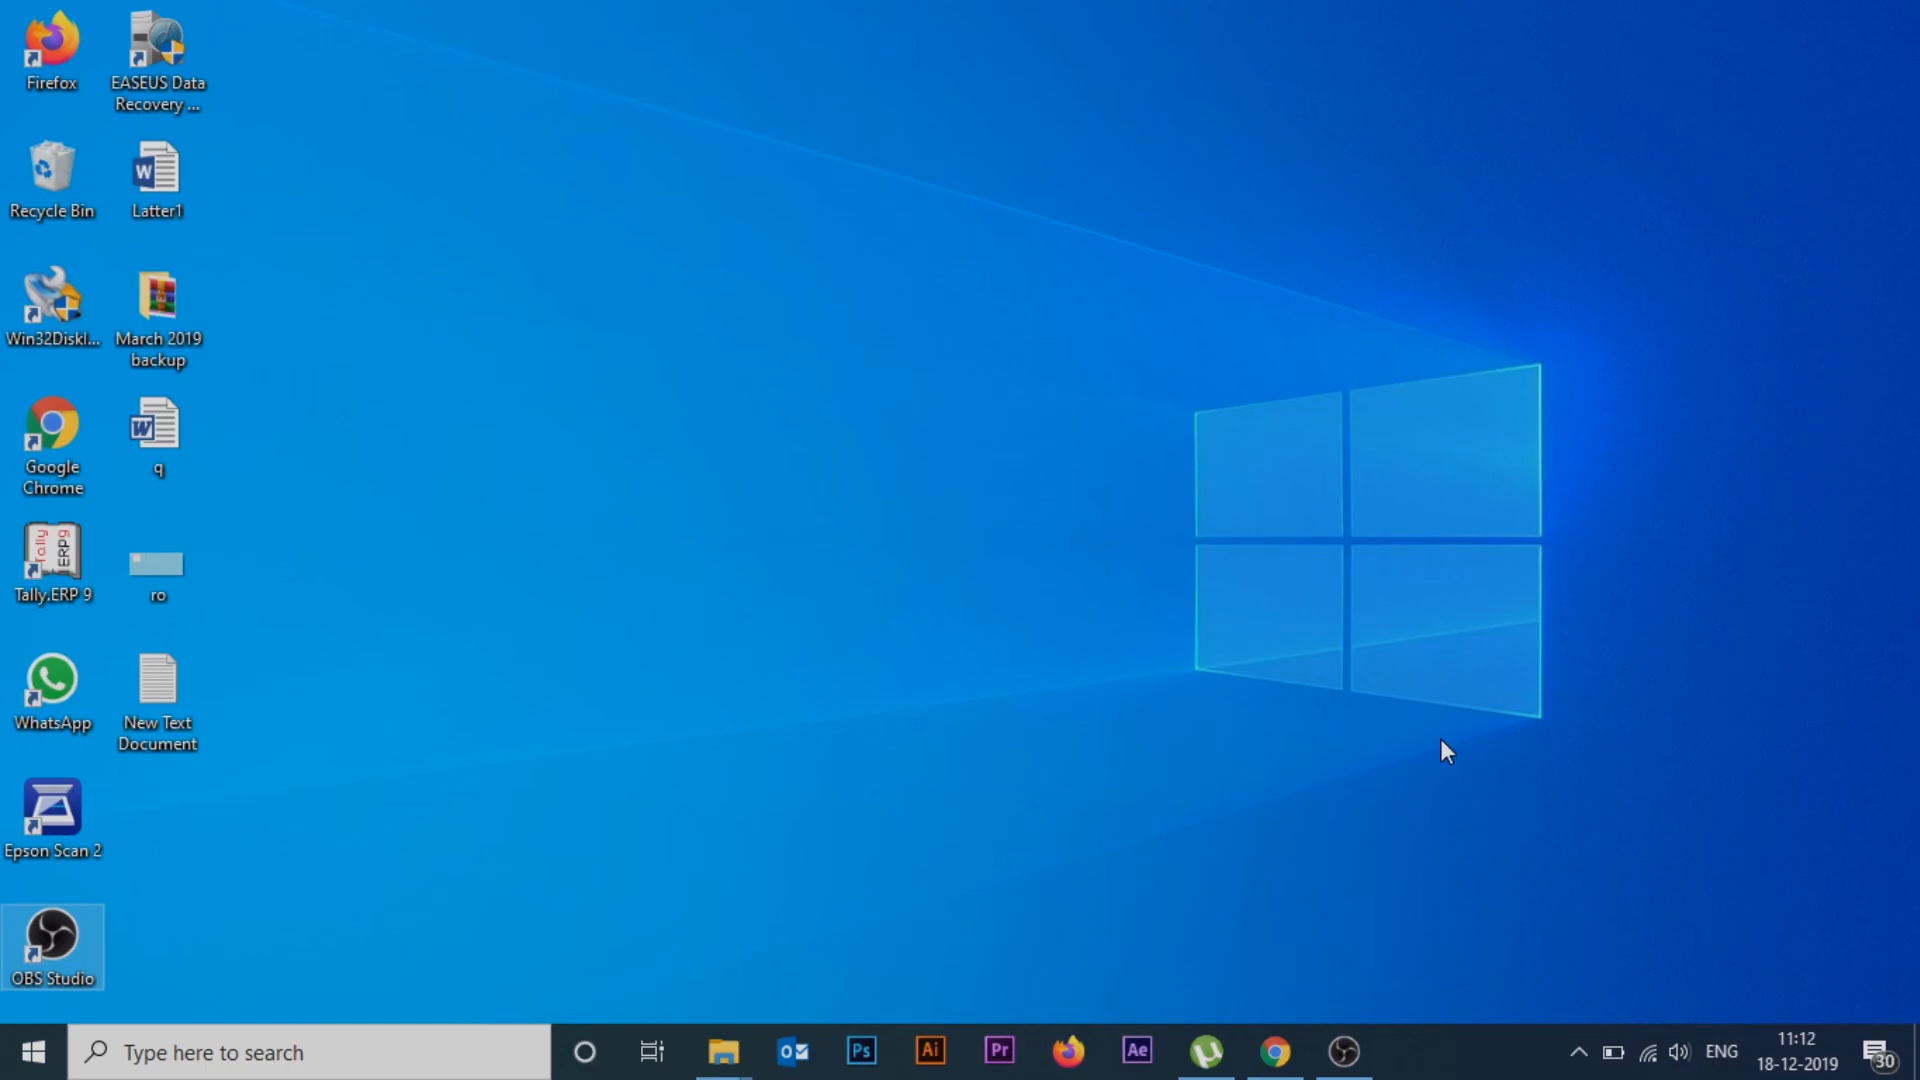 Firefox
EASEUS Data
Recovery ...
Recycle Bin
Latter1
Win32DiskI...
March 2019
backup
Google
Chrome
q
Tally.ERP 9
ro
WhatsApp
New Text
Document
Epson Scan 2
OBS Studio
Type here to search
Ps
Ai
Pr
Ae
ENG
11:12
18-12-2019
30